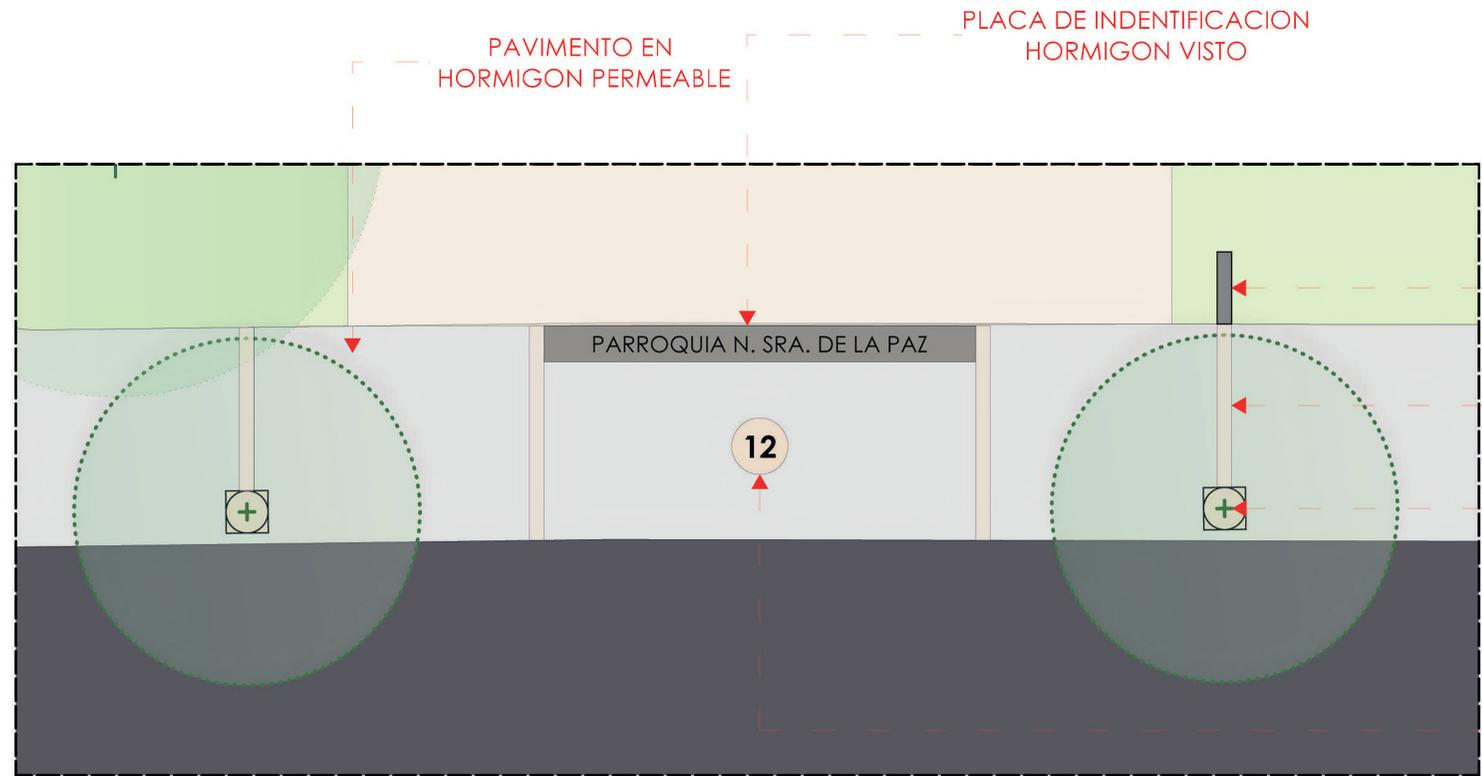 PAVIMENTO EN
HORMIGON PERMEABLE
PLACA DE INDENTIFICACION
HORMIGON VISTO
PARROQUIA N. SRA. DE LA PAZ
12